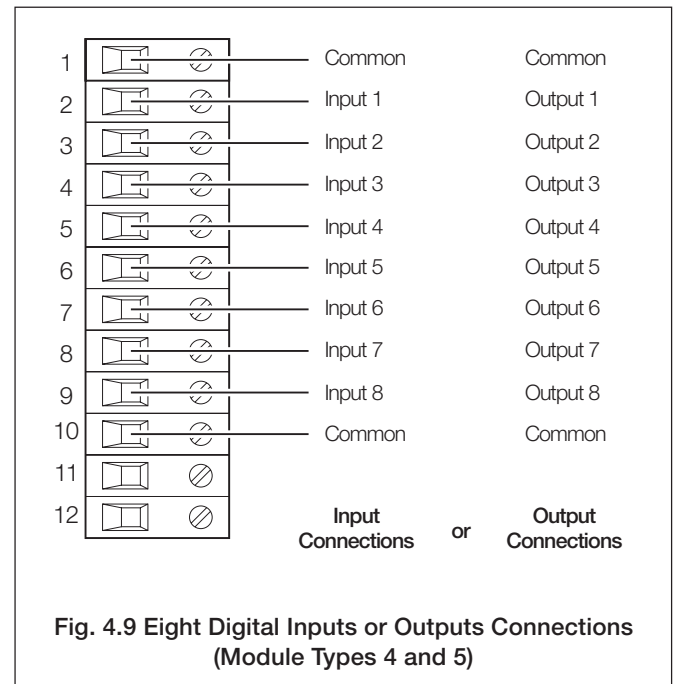 1 Common Common
2 Input 1 Output 1
3 Input 2 Output 2
4 Input 3 Output 3
5 Input 4 Output 4
6 Input 5 Output 5
7 Input 6 Output 6
8 Input 7 Output 7
9 Input 8 Output 8
10 Common Common
11
12
Input Connections or Output Connections
Fig. 4.9 Eight Digital Inputs or Outputs Connections
(Module Types 4 and 5)